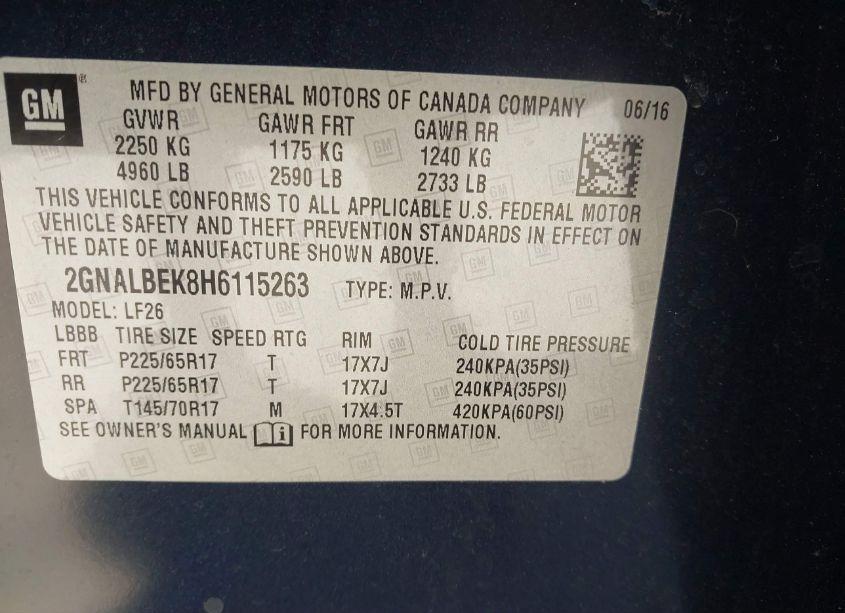 GM ®
MFD BY GENERAL MOTORS OF CANADA COMPANY 06/16
GVWR GAWR FRT GAWR RR
2250 KG 1175 KG 1240 KG
4960 LB 2590 LB 2733 LB
THIS VEHICLE CONFORMS TO ALL APPLICABLE U.S. FEDERAL MOTOR
VEHICLE SAFETY AND THEFT PREVENTION STANDARDS IN EFFECT ON
THE DATE OF MANUFACTURE SHOWN ABOVE.
2GNALBEK8H6115263 TYPE: M.P.V.
MODEL: LF26
LBBB TIRE SIZE SPEED RTG RIM COLD TIRE PRESSURE
FRT P225/65R17 T 17X7J 240KPA(35PSI)
RR P225/65R17 T 17X7J 240KPA(35PSI)
SPA T145/70R17 M 17X4.5T 420KPA(60PSI)
SEE OWNER'S MANUAL i FOR MORE INFORMATION.